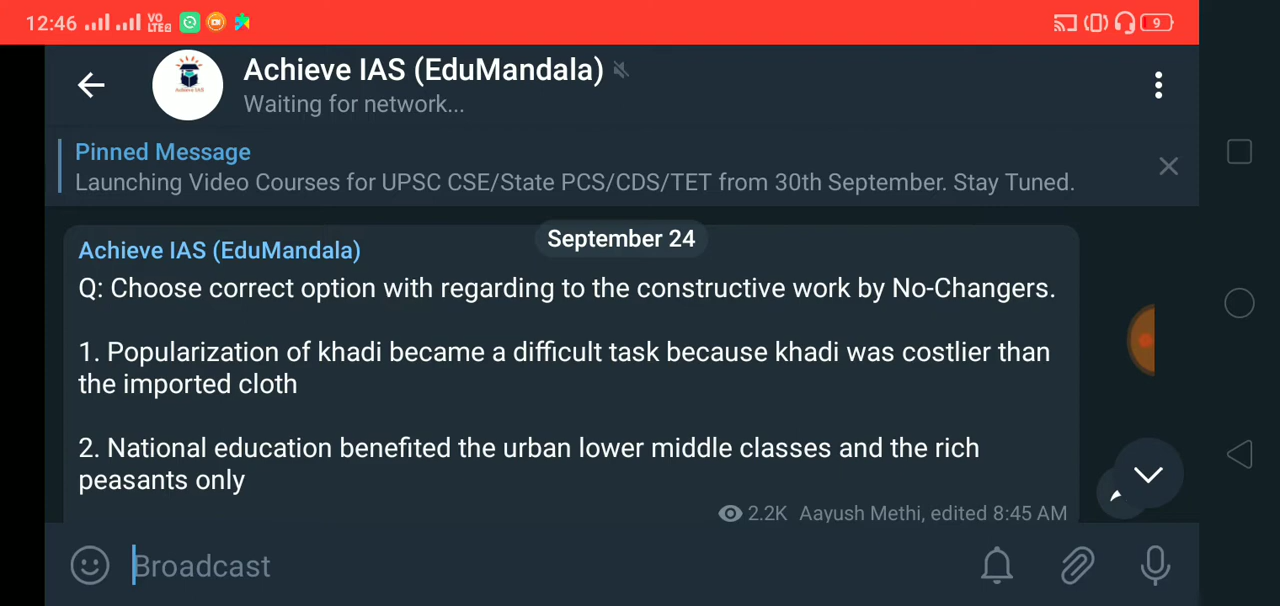 12:46 VO LTE2 9
Achieve IAS (EduMandala)
Waiting for network...
Pinned Message
Launching Video Courses for UPSC CSE/State PCS/CDS/TET from 30th September. Stay Tuned.
September 24
Achieve IAS (EduMandala)
Q: Choose correct option with regarding to the constructive work by No-Changers.
1. Popularization of khadi became a difficult task because khadi was costlier than
the imported cloth
2. National education benefited the urban lower middle classes and the rich
peasants only
2.2K Aayush Methi, edited 8:45 AM
Broadcast